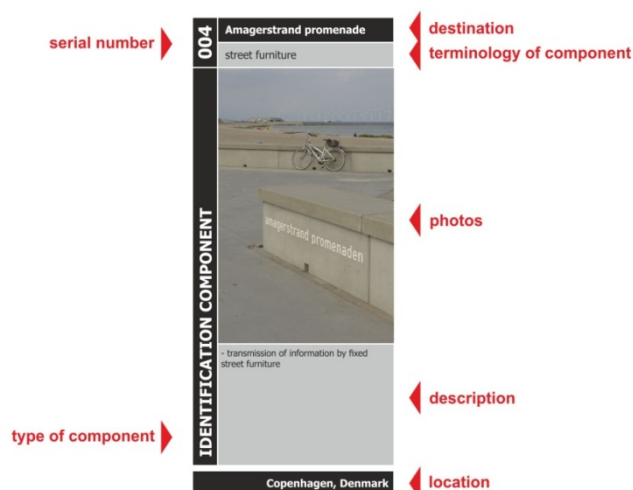 serial number
004
Amagerstrand promenade
destination
street furniture
terminology of component
amagerstrand promenaden
photos
IDENTIFICATION COMPONENT
- transmission of information by fixed
street furniture
description
type of component
Copenhagen, Denmark
location